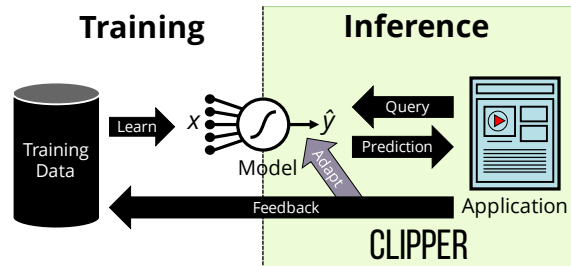 Training
Inference
Training
Data
Learn
x
ŷ
Model
Query
Prediction
Adapt
Feedback
Application
CLIPPER